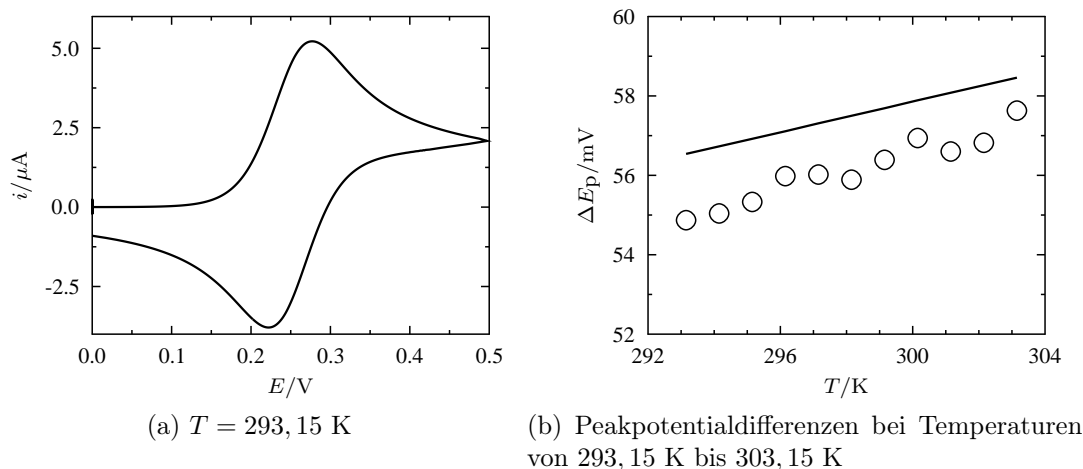 5.0
2.5
0.0
-2.5
i/μA
0.0 0.1 0.2 0.3 0.4 0.5
E/V
(a) T = 293, 15 K
60
58
56
54
52
ΔEp/mV
292 296 300 304
T/K
(b) Peakpotentialdifferenzen bei Temperaturen
von 293, 15 K bis 303, 15 K